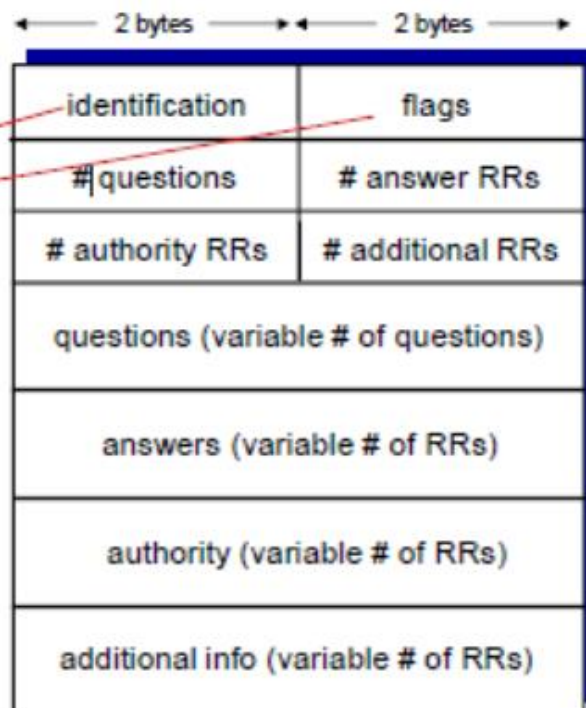 2 bytes 2 bytes
identification flags
# questions # answer RRs
# authority RRs # additional RRs
questions (variable # of questions)
answers (variable # of RRs)
authority (variable # of RRs)
additional info (variable # of RRs)